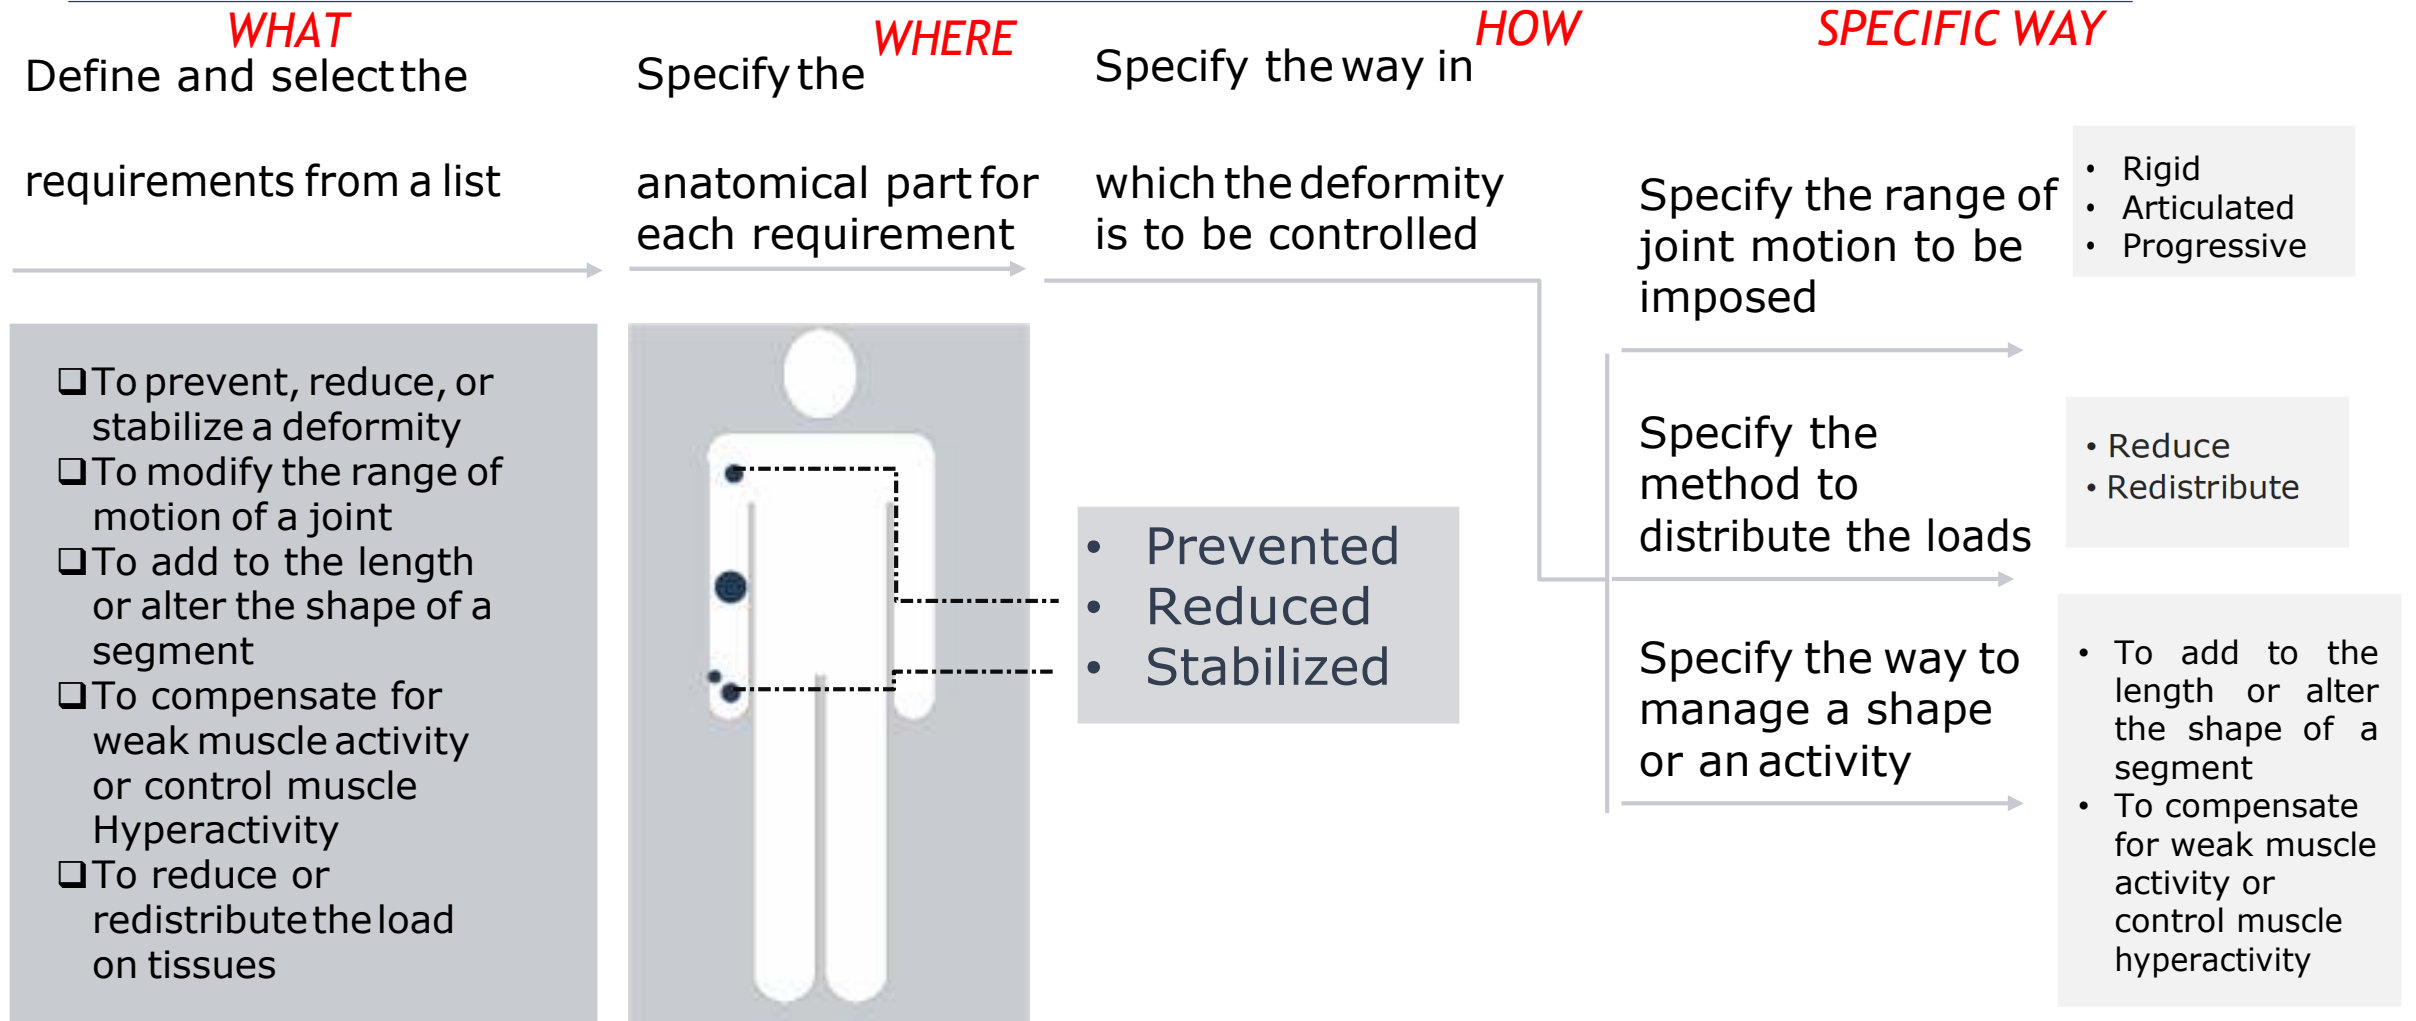 WHAT
Define and select the
requirements from a list
❑To prevent, reduce, or
stabilize a deformity
❑To modify the range of
motion of a joint
❑To add to the length
or alter the shape of a
segment
❑To compensate for
weak muscle activity
or control muscle
Hyperactivity
❑To reduce or
redistribute the load
on tissues
WHERE
Specify the
anatomical part for
each requirement
HOW
Specify the way in
which the deformity
is to be controlled
• Prevented
• Reduced
• Stabilized
SPECIFIC WAY
Specify the range of
joint motion to be
imposed
• Rigid
• Articulated
• Progressive
Specify the
method to
distribute the loads
• Reduce
• Redistribute
Specify the way to
manage a shape
or an activity
• To add to the
length or alter
the shape of a
segment
• To compensate
for weak muscle
activity or
control muscle
hyperactivity